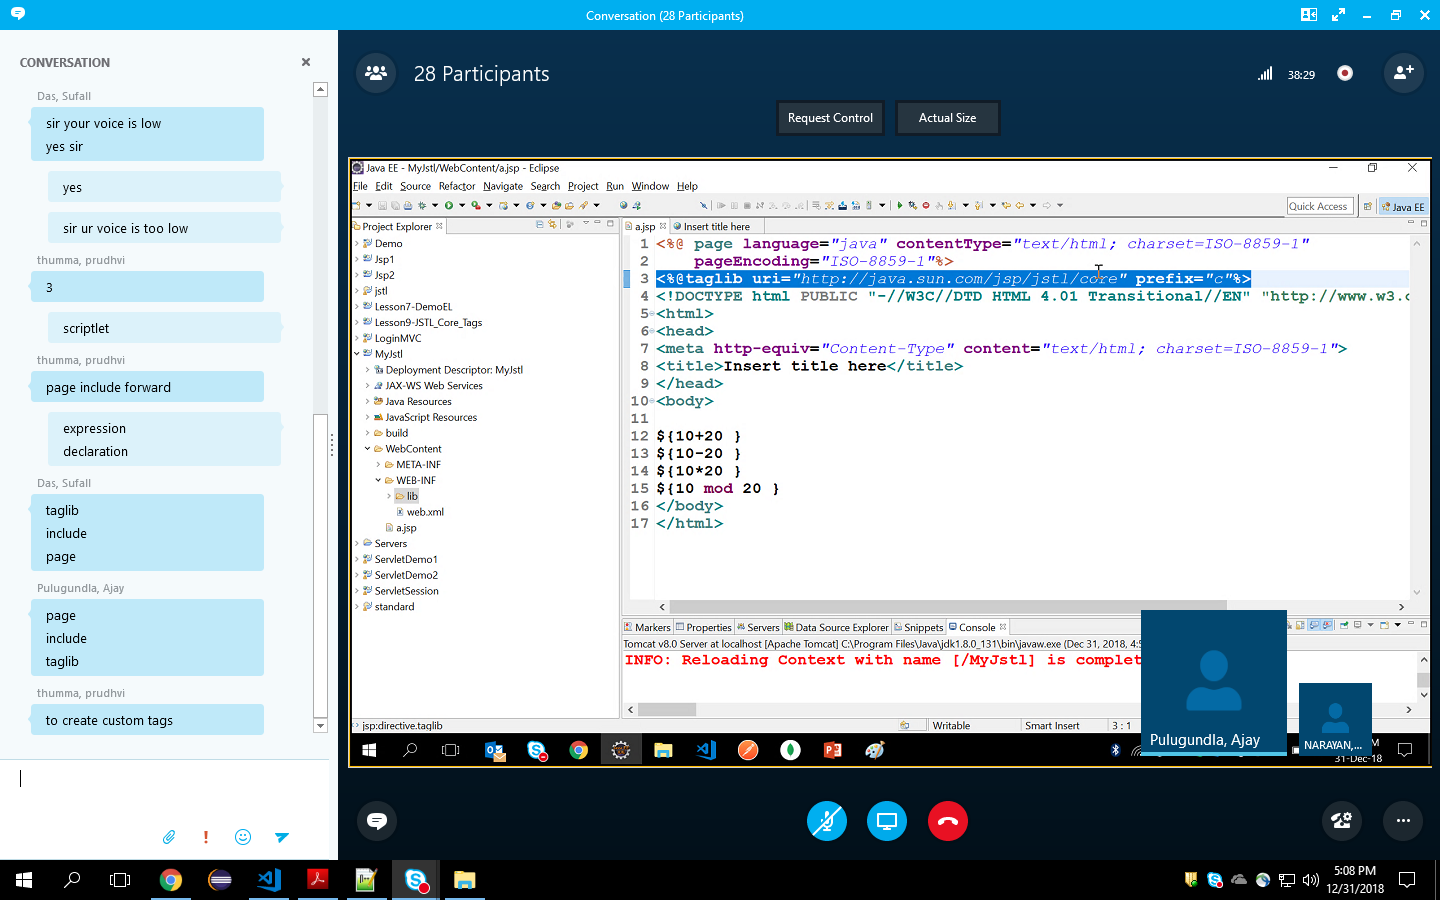 Conversation (28 Participants)
CONVERSATION
Das, Sufall
sir your voice is low
yes sir
yes
sir ur voice is too low
thumma, prudhvi
3
scriptlet
thumma, prudhvi
page include forward
expression
declaration
Das, Sufall
taglib
include
page
Pulugundla, Ajay
page
include
taglib
thumma, prudhvi
to create custom tags
28 Participants
38:29
Request Control
Actual Size
Java EE - MyJstl/WebContent/a.jsp - Eclipse
File Edit Source Refactor Navigate Search Project Run Window Help
Quick Access
Java EE
Project Explorer
Demo
Jsp1
Jsp2
jstl
Lesson7-DemoEL
Lesson9-JSTL_Core_Tags
LoginMVC
MyJstl
Deployment Descriptor: MyJstl
JAX-WS Web Services
Java Resources
JavaScript Resources
build
WebContent
META-INF
WEB-INF
lib
web.xml
a.jsp
Servers
ServletDemo1
ServletDemo2
ServletSession
standard
a.jsp
Insert title here
1 <%@ page language="java" contentType="text/html; charset=ISO-8859-1"
2 pageEncoding="ISO-8859-1"%>
3 <%@taglib uri="http://java.sun.com/jsp/jstl/core" prefix="c"%>
4 <!DOCTYPE html PUBLIC "-//W3C//DTD HTML 4.01 Transitional//EN" "http://www.w3.c
5 <html>
6 <head>
7 <meta http-equiv="Content-Type" content="text/html; charset=ISO-8859-1">
8 <title>Insert title here</title>
9 </head>
10 <body>
11
12 ${10+20 }
13 ${10-20 }
14 ${10*20 }
15 ${10 mod 20 }
16 </body>
17 </html>
Markers Properties Servers Data Source Explorer Snippets Console
Tomcat v8.0 Server at localhost [Apache Tomcat] C:\Program Files\Java\jdk1.8.0_131\bin\javaw.exe (Dec 31, 2018, 4:5
INFO: Reloading Context with name [/MyJstl] is complet
jsp:directive.taglib
Writable
Smart Insert
3 : 1
Pulugundla, Ajay
NARAYAN,...
M
31-Dec-18
5:08 PM
12/31/2018